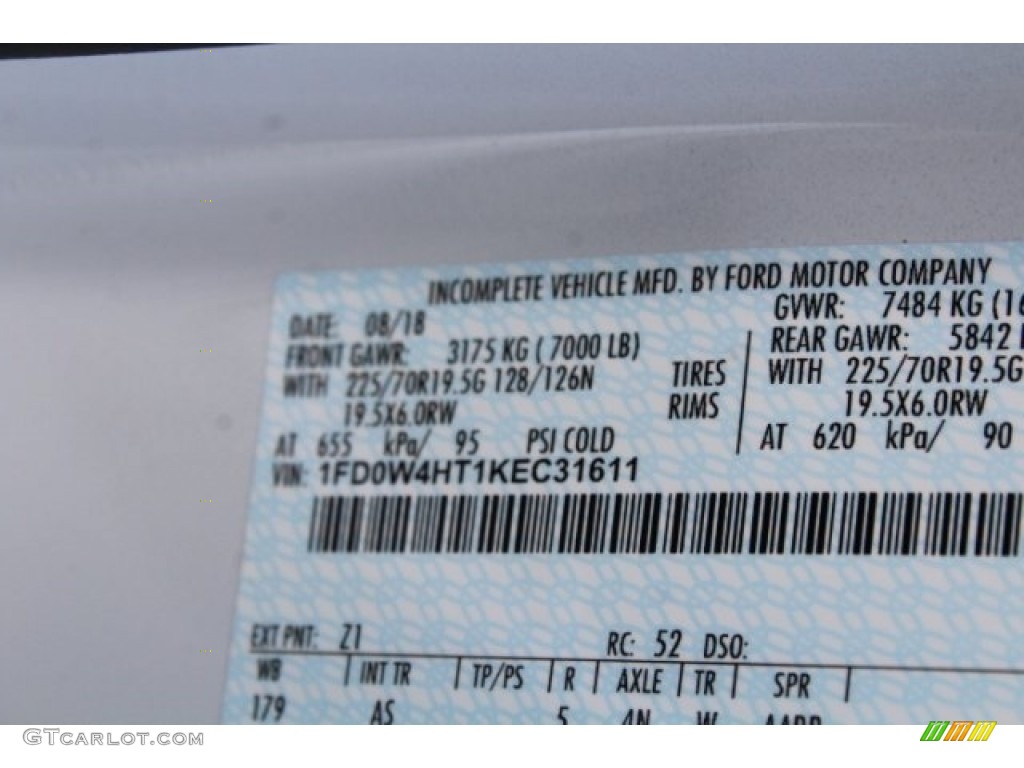 INCOMPLETE VEHICLE MFD. BY FORD MOTOR COMPANY
DATE: 08/18
GVWR: 7484 KG (16
FRONT GAWR: 3175 KG ( 7000 LB)
REAR GAWR: 5842
WITH 225/70R19.5G 128/126N
TIRES
WITH 225/70R19.5G
19.5X6.0RW
RIMS
19.5X6.0RW
AT 655 kPa/ 95 PSI COLD
AT 620 kPa/ 90
VIN: 1FD0W4HT1KEC31611
EXT PNT: Z1 RC: 52 DSO:
WB INT TR TP/PS R AXLE TR SPR
179 AS 5 4N W
GTcarlot.com